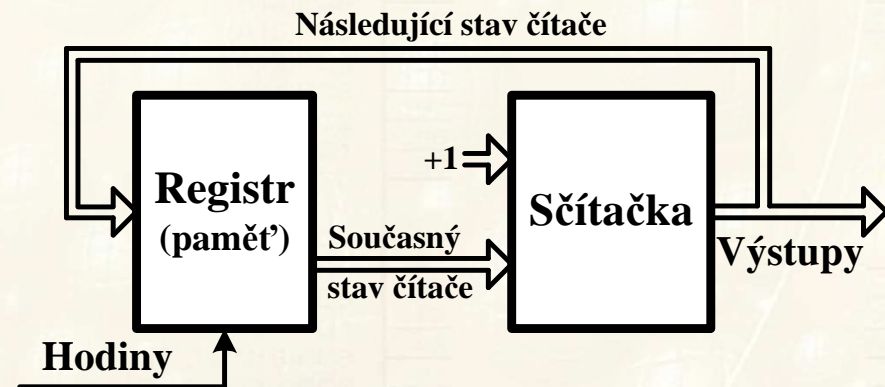 Následující stav čítače
+1
Registr
(paměť)
Sčítačka
Současný
stav čítače
Výstupy
Hodiny